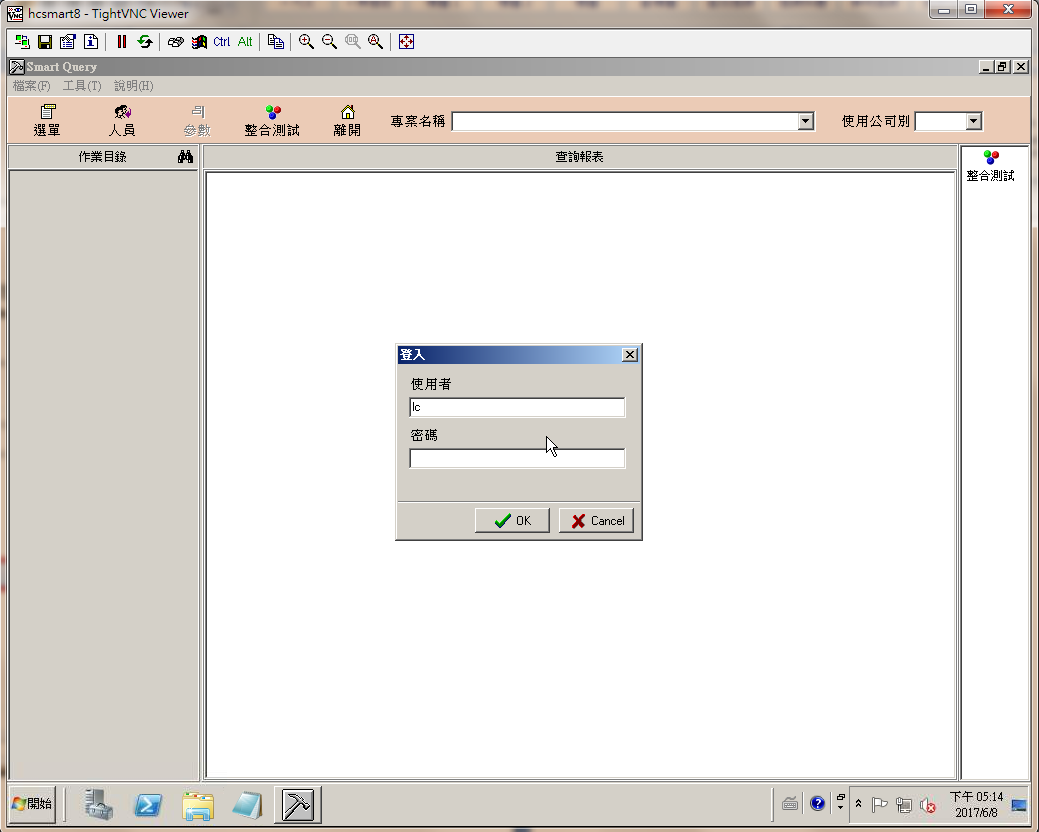 hcsmart8 - TightVNC Viewer
Ctrl Alt
Smart Query
檔案(F) 工具(T) 說明(H)
選單 人員 參數 整合測試 離開 專案名稱 使用公司別
作業目錄 查詢報表
整合測試
登入
使用者
lc
密碼
OK Cancel
開始
下午 05:14
2017/6/8